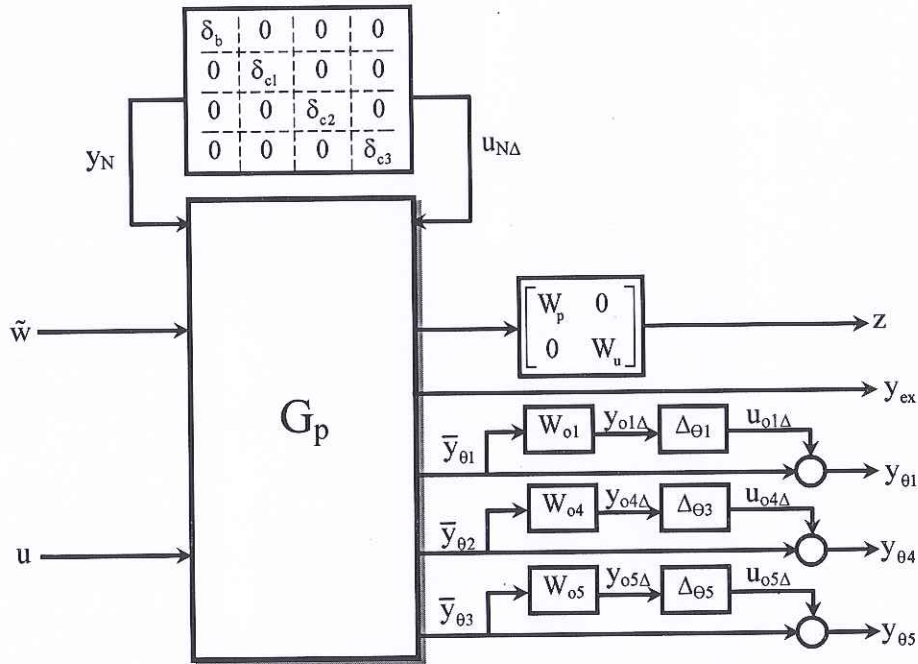 δb 0 0 0
0 δc1 0 0
0 0 δc2 0
0 0 0 δc3
yN
uNΔ
w̃
Gp
Wp 0
0 Wu
z
yex
ȳθ1
Wo1
yo1Δ
ΔΘ1
uo1Δ
yθ1
ȳθ2
Wo4
yo4Δ
ΔΘ3
uo4Δ
yθ4
u
ȳθ3
Wo5
yo5Δ
ΔΘ5
uo5Δ
yθ5